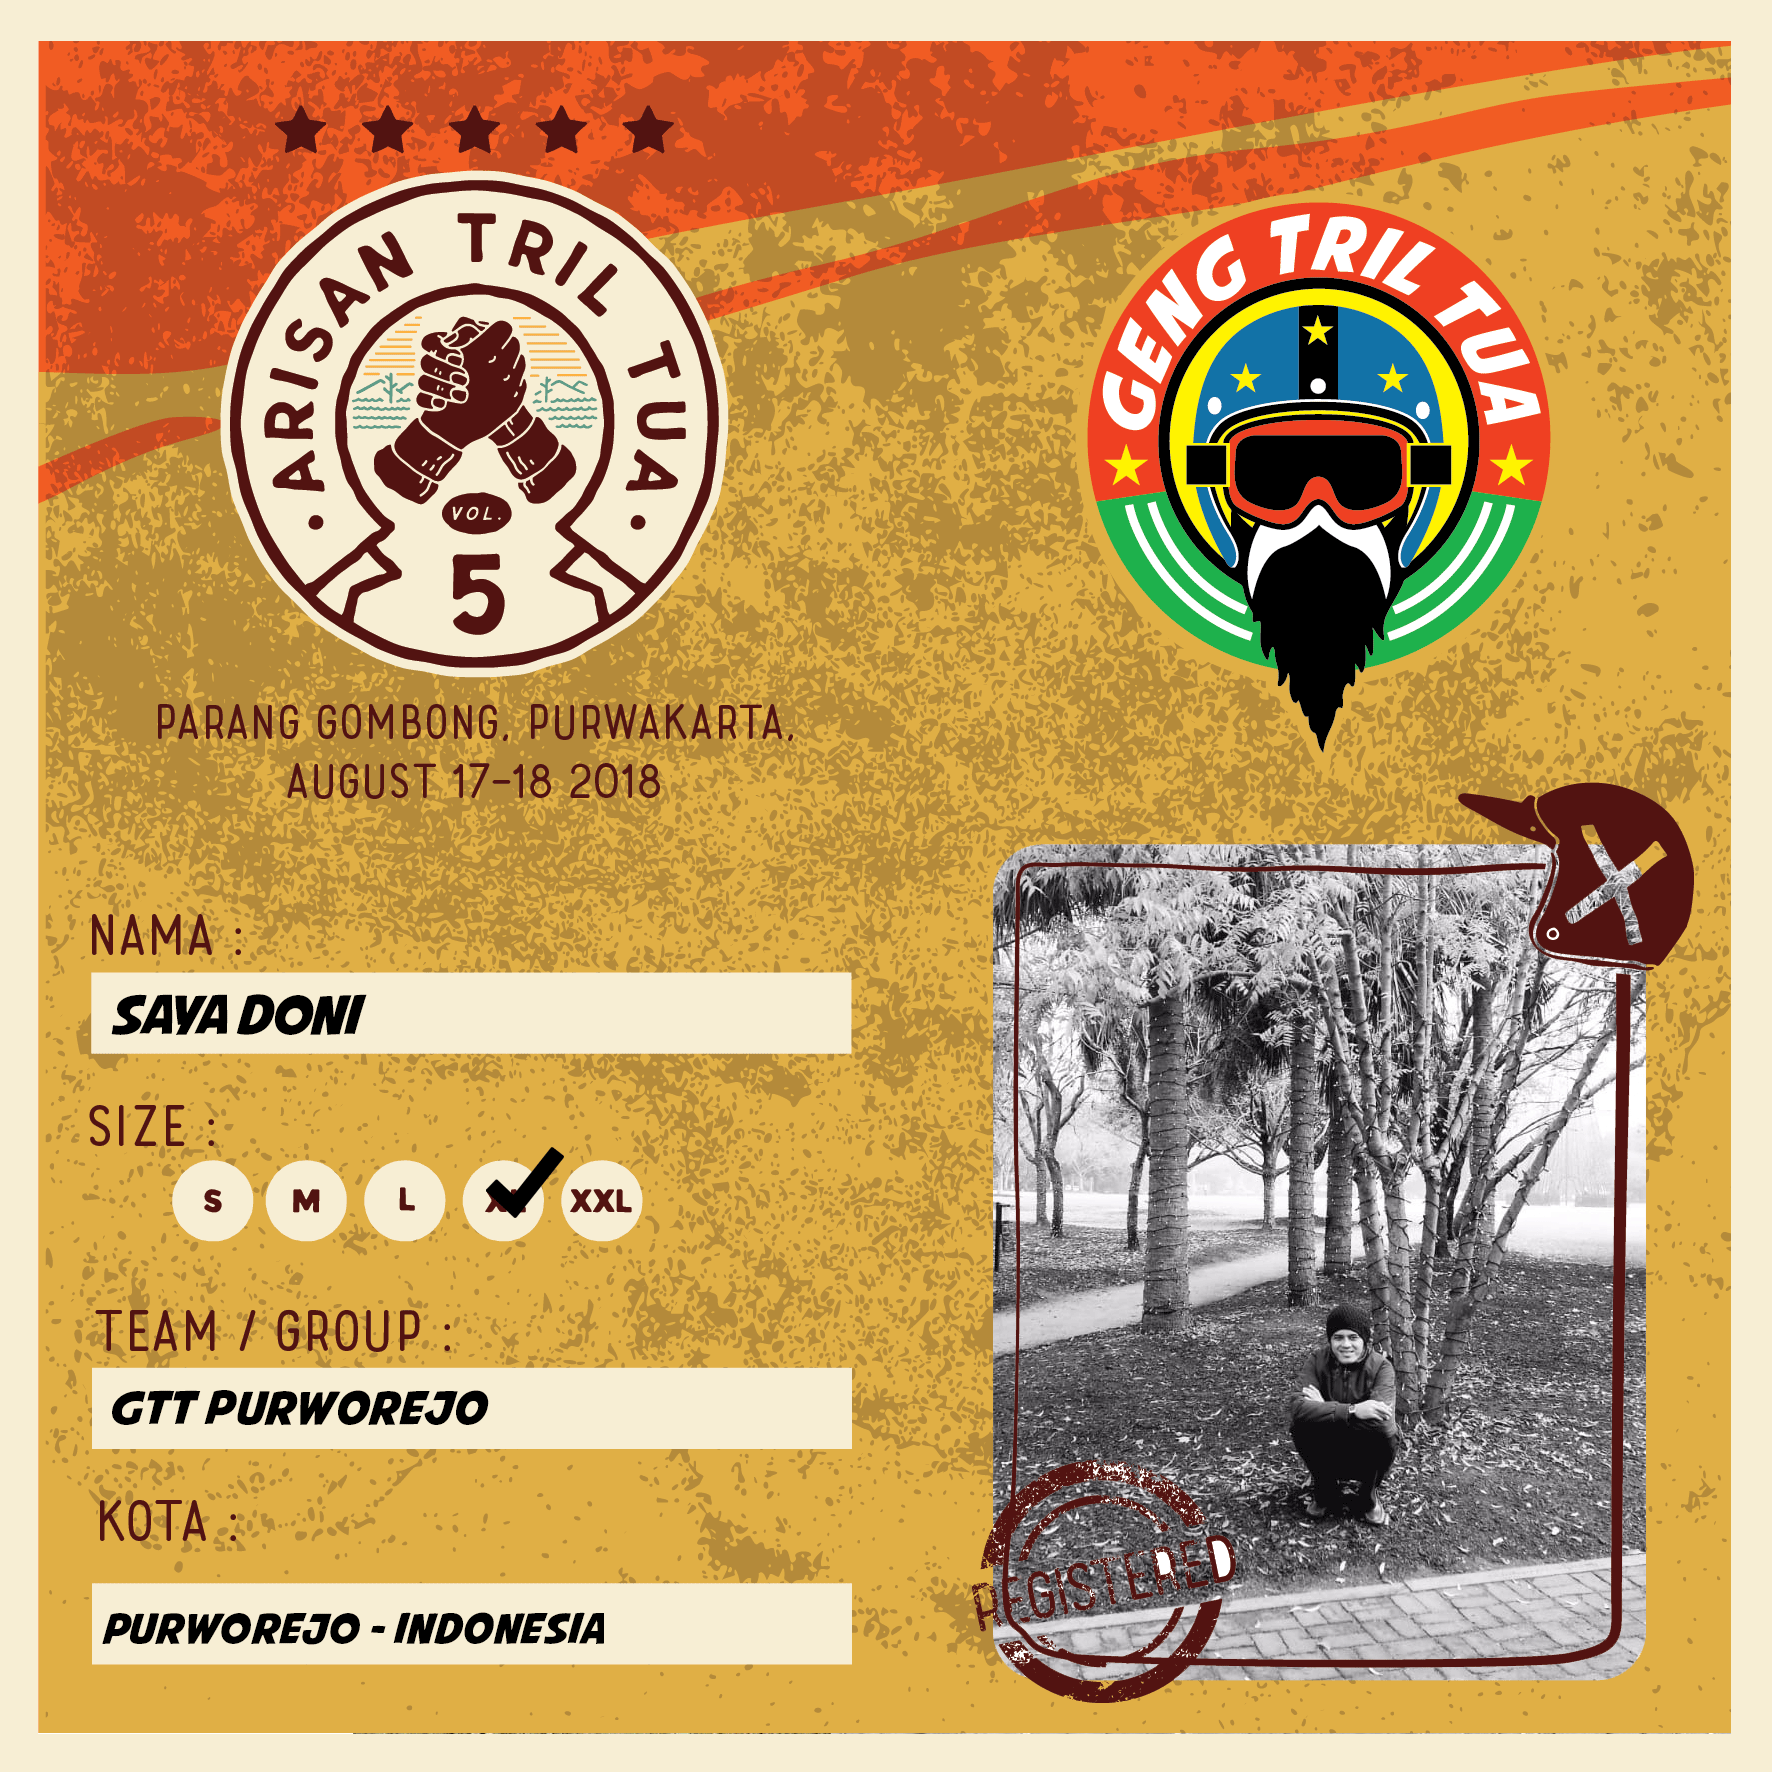 ARISAN TRIL TUA
VOL.
5
PARANG GOMBONG, PURWAKARTA,
AUGUST 17-18 2018
GENG TRIL TUA
NAMA :
SAYA DONI
SIZE :
S M L XL XXL
TEAM / GROUP :
GTT PURWOREJO
KOTA :
PURWOREJO - INDONESIA
REGISTERED